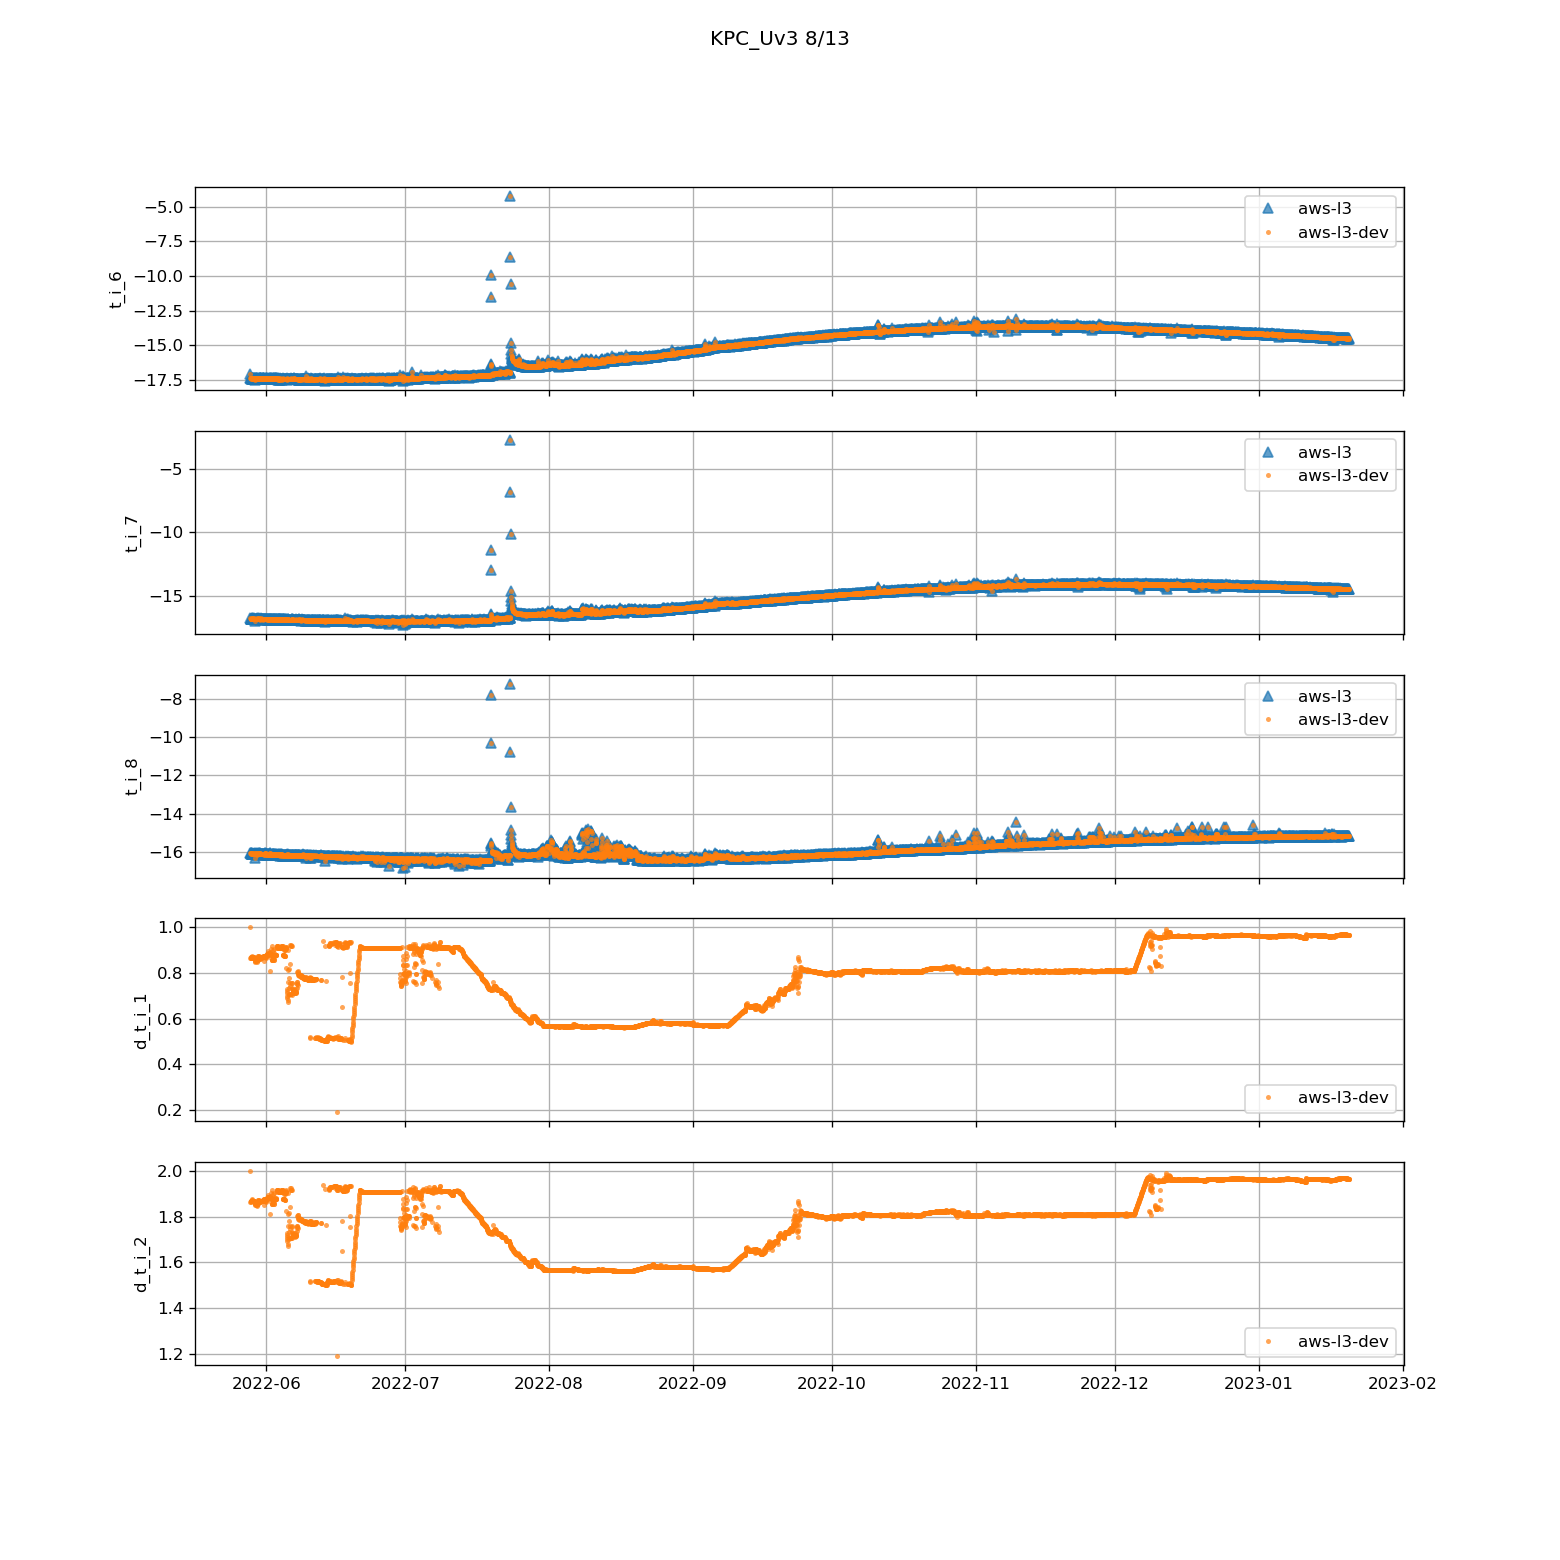 KPC_Uv3 8/13
−5.0
−7.5
−10.0
−12.5
−15.0
−17.5
t_i_6
aws-l3
aws-l3-dev
−5
−10
−15
t_i_7
aws-l3
aws-l3-dev
−8
−10
−12
−14
−16
t_i_8
aws-l3
aws-l3-dev
1.0
0.8
0.6
0.4
0.2
d_t_i_1
aws-l3-dev
2.0
1.8
1.6
1.4
1.2
d_t_i_2
aws-l3-dev
2022-06 2022-07 2022-08 2022-09 2022-10 2022-11 2022-12 2023-01 2023-02